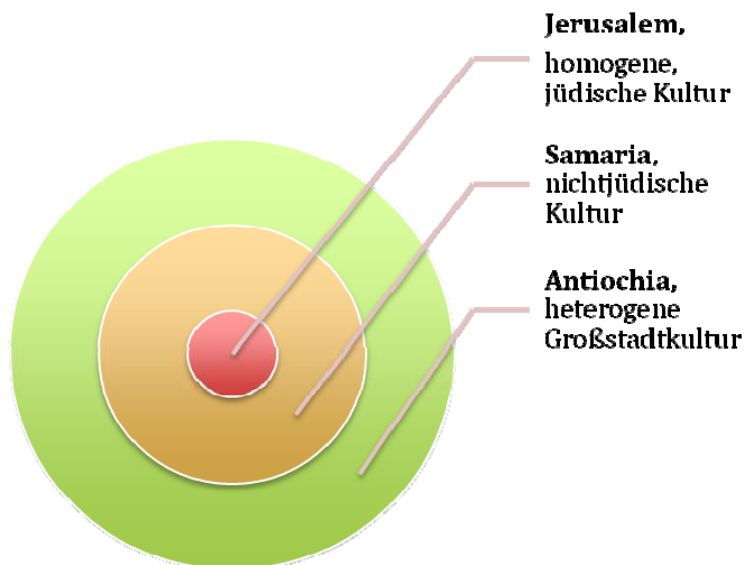 Jerusalem,
homogene,
jüdische Kultur
Samaria,
nichtjüdische
Kultur
Antiochia,
heterogene
Großstadtkultur